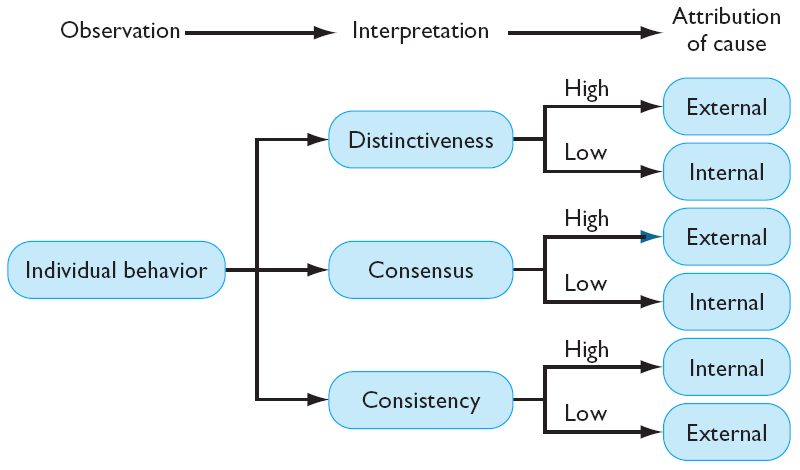 Observation
Interpretation
Attribution
of cause
High
External
Distinctiveness
Low
Internal
High
External
Individual behavior
Consensus
Low
Internal
High
Internal
Consistency
Low
External